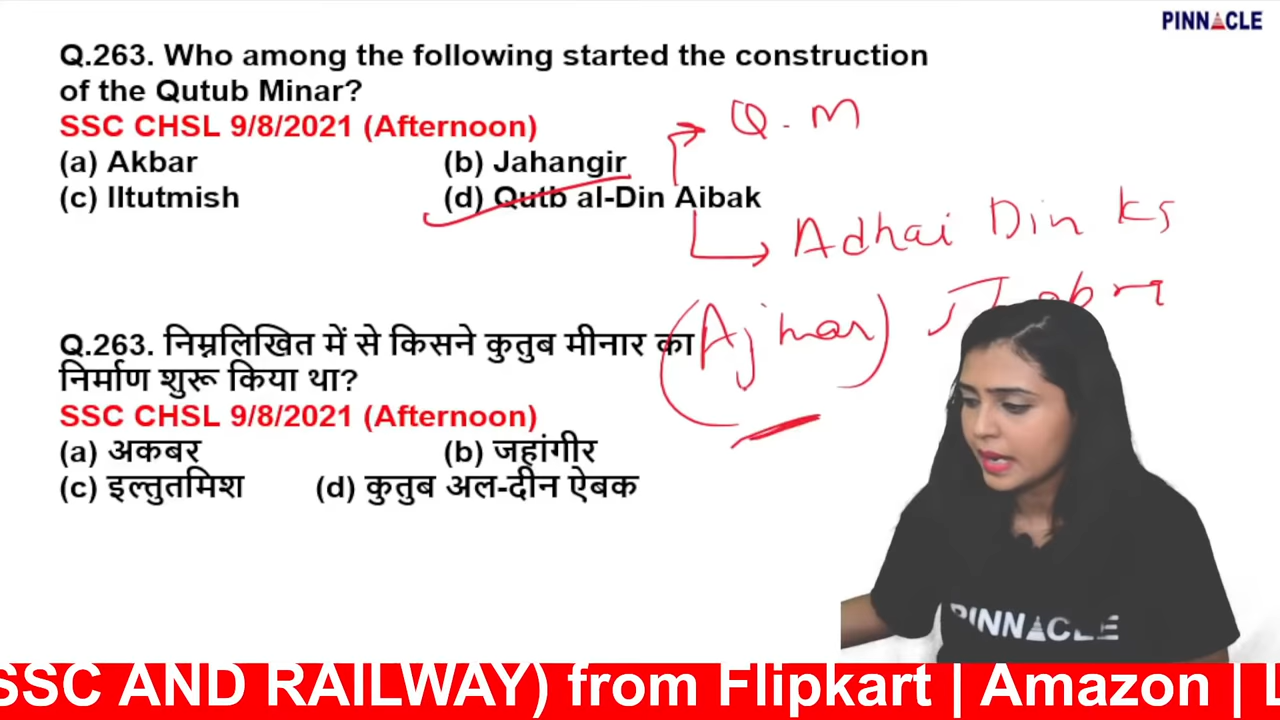 PINNACLE
Q.263. Who among the following started the construction
of the Qutub Minar?
SSC CHSL 9/8/2021 (Afternoon)
(a) Akbar (b) Jahangir
(c) Iltutmish (d) Qutb al-Din Aibak
Q.M
Adhai Din ka
(Ajmar) Jhobra
Q.263. निम्नलिखित में से किसने कुतुब मीनार का
निर्माण शुरू किया था?
SSC CHSL 9/8/2021 (Afternoon)
(a) अकबर (b) जहांगीर
(c) इल्तुतमिश (d) कुतुब अल-दीन ऐबक
PINNACLE
SSC AND RAILWAY) from Flipkart | Amazon |